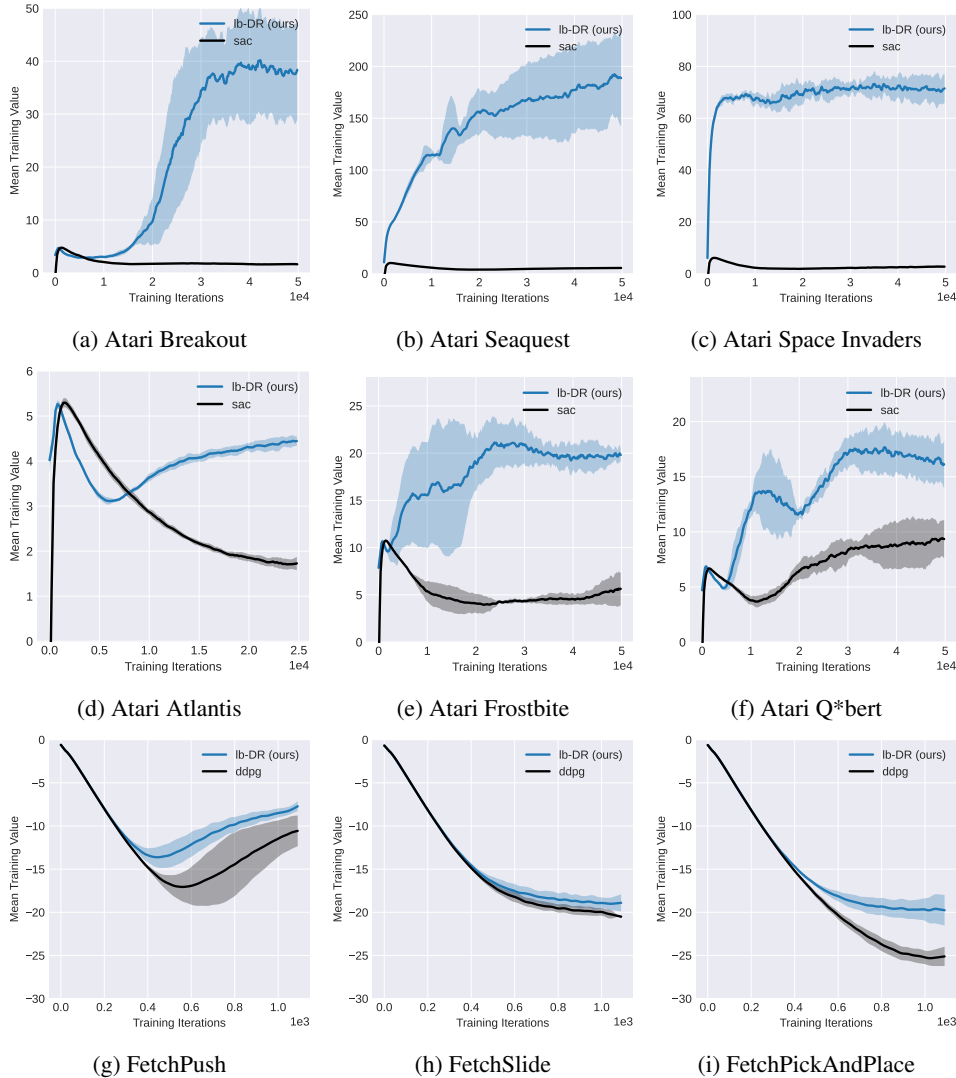 50
40
30
20
10
0
Mean Training Value
lb-DR (ours)
sac
0 1 2 3 4 5
Training Iterations
1e4
(a) Atari Breakout
250
200
150
100
50
0
Mean Training Value
lb-DR (ours)
sac
0 1 2 3 4 5
Training Iterations
1e4
(b) Atari Seaquest
100
80
60
40
20
0
Mean Training Value
lb-DR (ours)
sac
0 1 2 3 4 5
Training Iterations
1e4
(c) Atari Space Invaders
6
5
4
3
2
1
0
Mean Training Value
lb-DR (ours)
sac
0.0 0.5 1.0 1.5 2.0 2.5
Training Iterations
1e4
(d) Atari Atlantis
25
20
15
10
5
0
Mean Training Value
lb-DR (ours)
sac
0 1 2 3 4 5
Training Iterations
1e4
(e) Atari Frostbite
20
15
10
5
0
Mean Training Value
lb-DR (ours)
sac
0 1 2 3 4 5
Training Iterations
1e4
(f) Atari Q*bert
0
−5
−10
−15
−20
−25
−30
Mean Training Value
lb-DR (ours)
ddpg
0.0 0.2 0.4 0.6 0.8 1.0
Training Iterations
1e3
(g) FetchPush
0
−5
−10
−15
−20
−25
−30
Mean Training Value
lb-DR (ours)
ddpg
0.0 0.2 0.4 0.6 0.8 1.0
Training Iterations
1e3
(h) FetchSlide
0
−5
−10
−15
−20
−25
−30
Mean Training Value
lb-DR (ours)
ddpg
0.0 0.2 0.4 0.6 0.8 1.0
Training Iterations
1e3
(i) FetchPickAndPlace